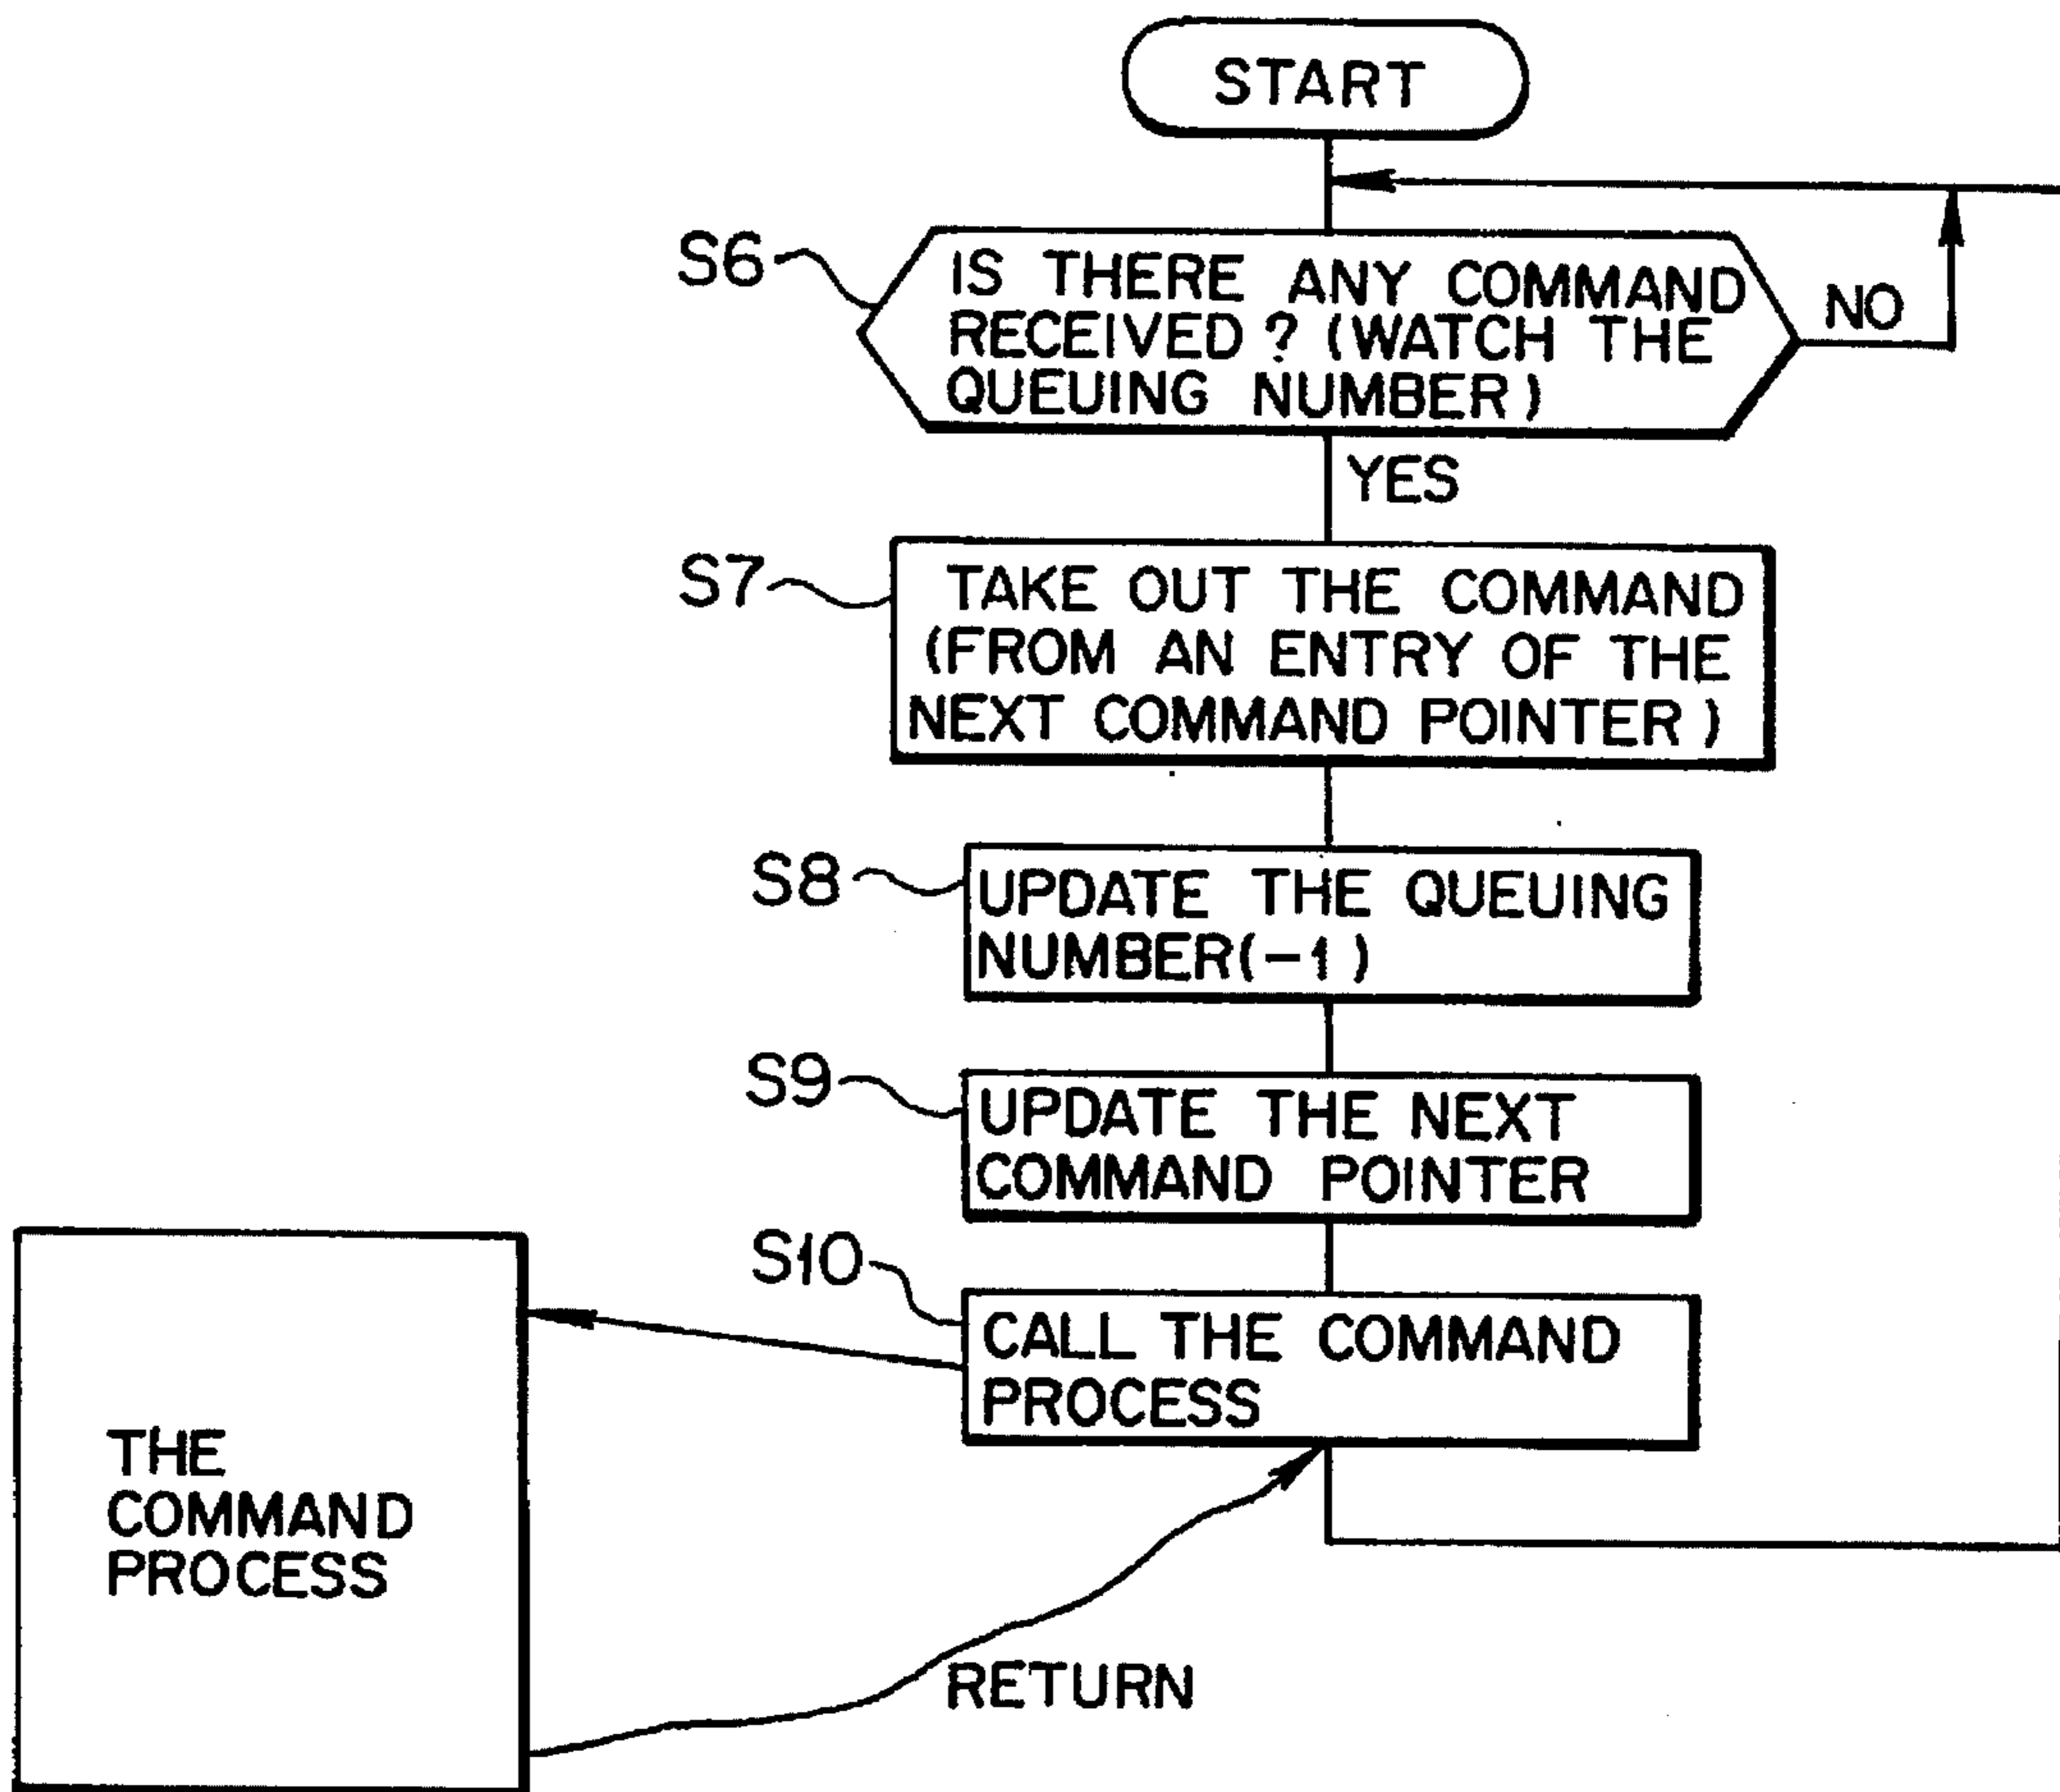 START
S6
IS THERE ANY COMMAND
RECEIVED ? (WATCH THE
QUEUING NUMBER)
NO
YES
S7
TAKE OUT THE COMMAND
(FROM AN ENTRY OF THE
NEXT COMMAND POINTER)
S8
UPDATE THE QUEUING
NUMBER(-1)
S9
UPDATE THE NEXT
COMMAND POINTER
S10
CALL THE COMMAND
PROCESS
THE
COMMAND
PROCESS
RETURN